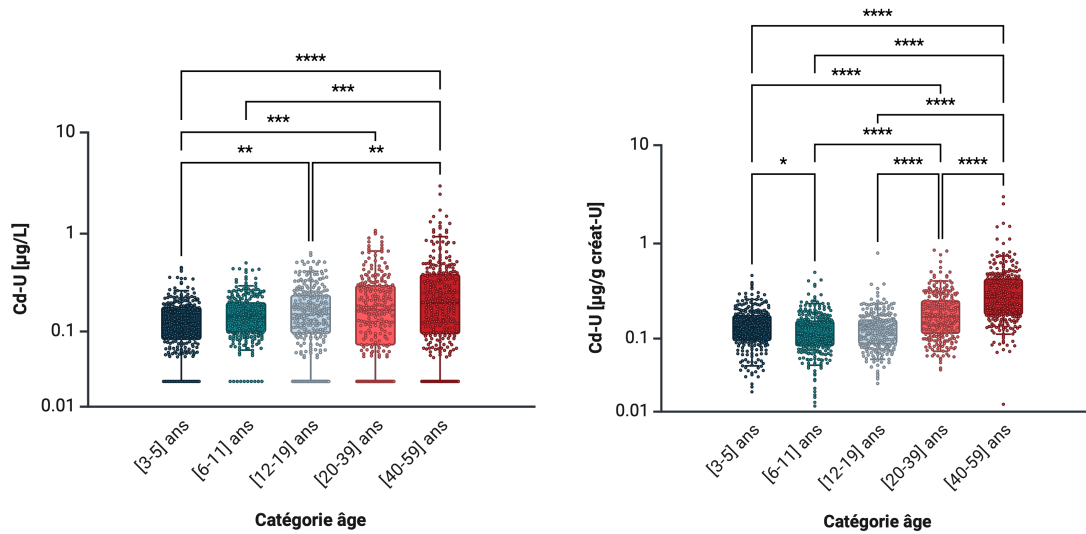 ****
***
***
**
**
10
1
0.1
0.01
Cd-U [µg/L]
[3-5] ans
[6-11] ans
[12-19] ans
[20-39] ans
[40-59] ans
Catégorie âge
****
****
****
****
****
*
****
****
10
1
0.1
0.01
Cd-U [µg/g créat-U]
[3-5] ans
[6-11] ans
[12-19] ans
[20-39] ans
[40-59] ans
Catégorie âge